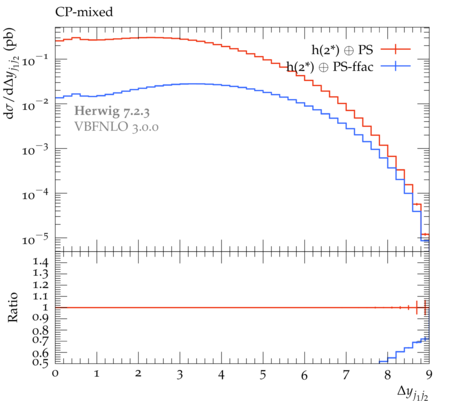 CP-mixed
dσ/dΔy_{j₁j₂} (pb)
10⁻¹
10⁻²
10⁻³
10⁻⁴
10⁻⁵
h(2*) ⊕ PS
h(2*) ⊕ PS-ffac
Herwig 7.2.3
VBFNLO 3.0.0
Ratio
1.4
1.3
1.2
1.1
1
0.9
0.8
0.7
0.6
0.5
0 1 2 3 4 5 6 7 8 9
Δy_{j₁j₂}